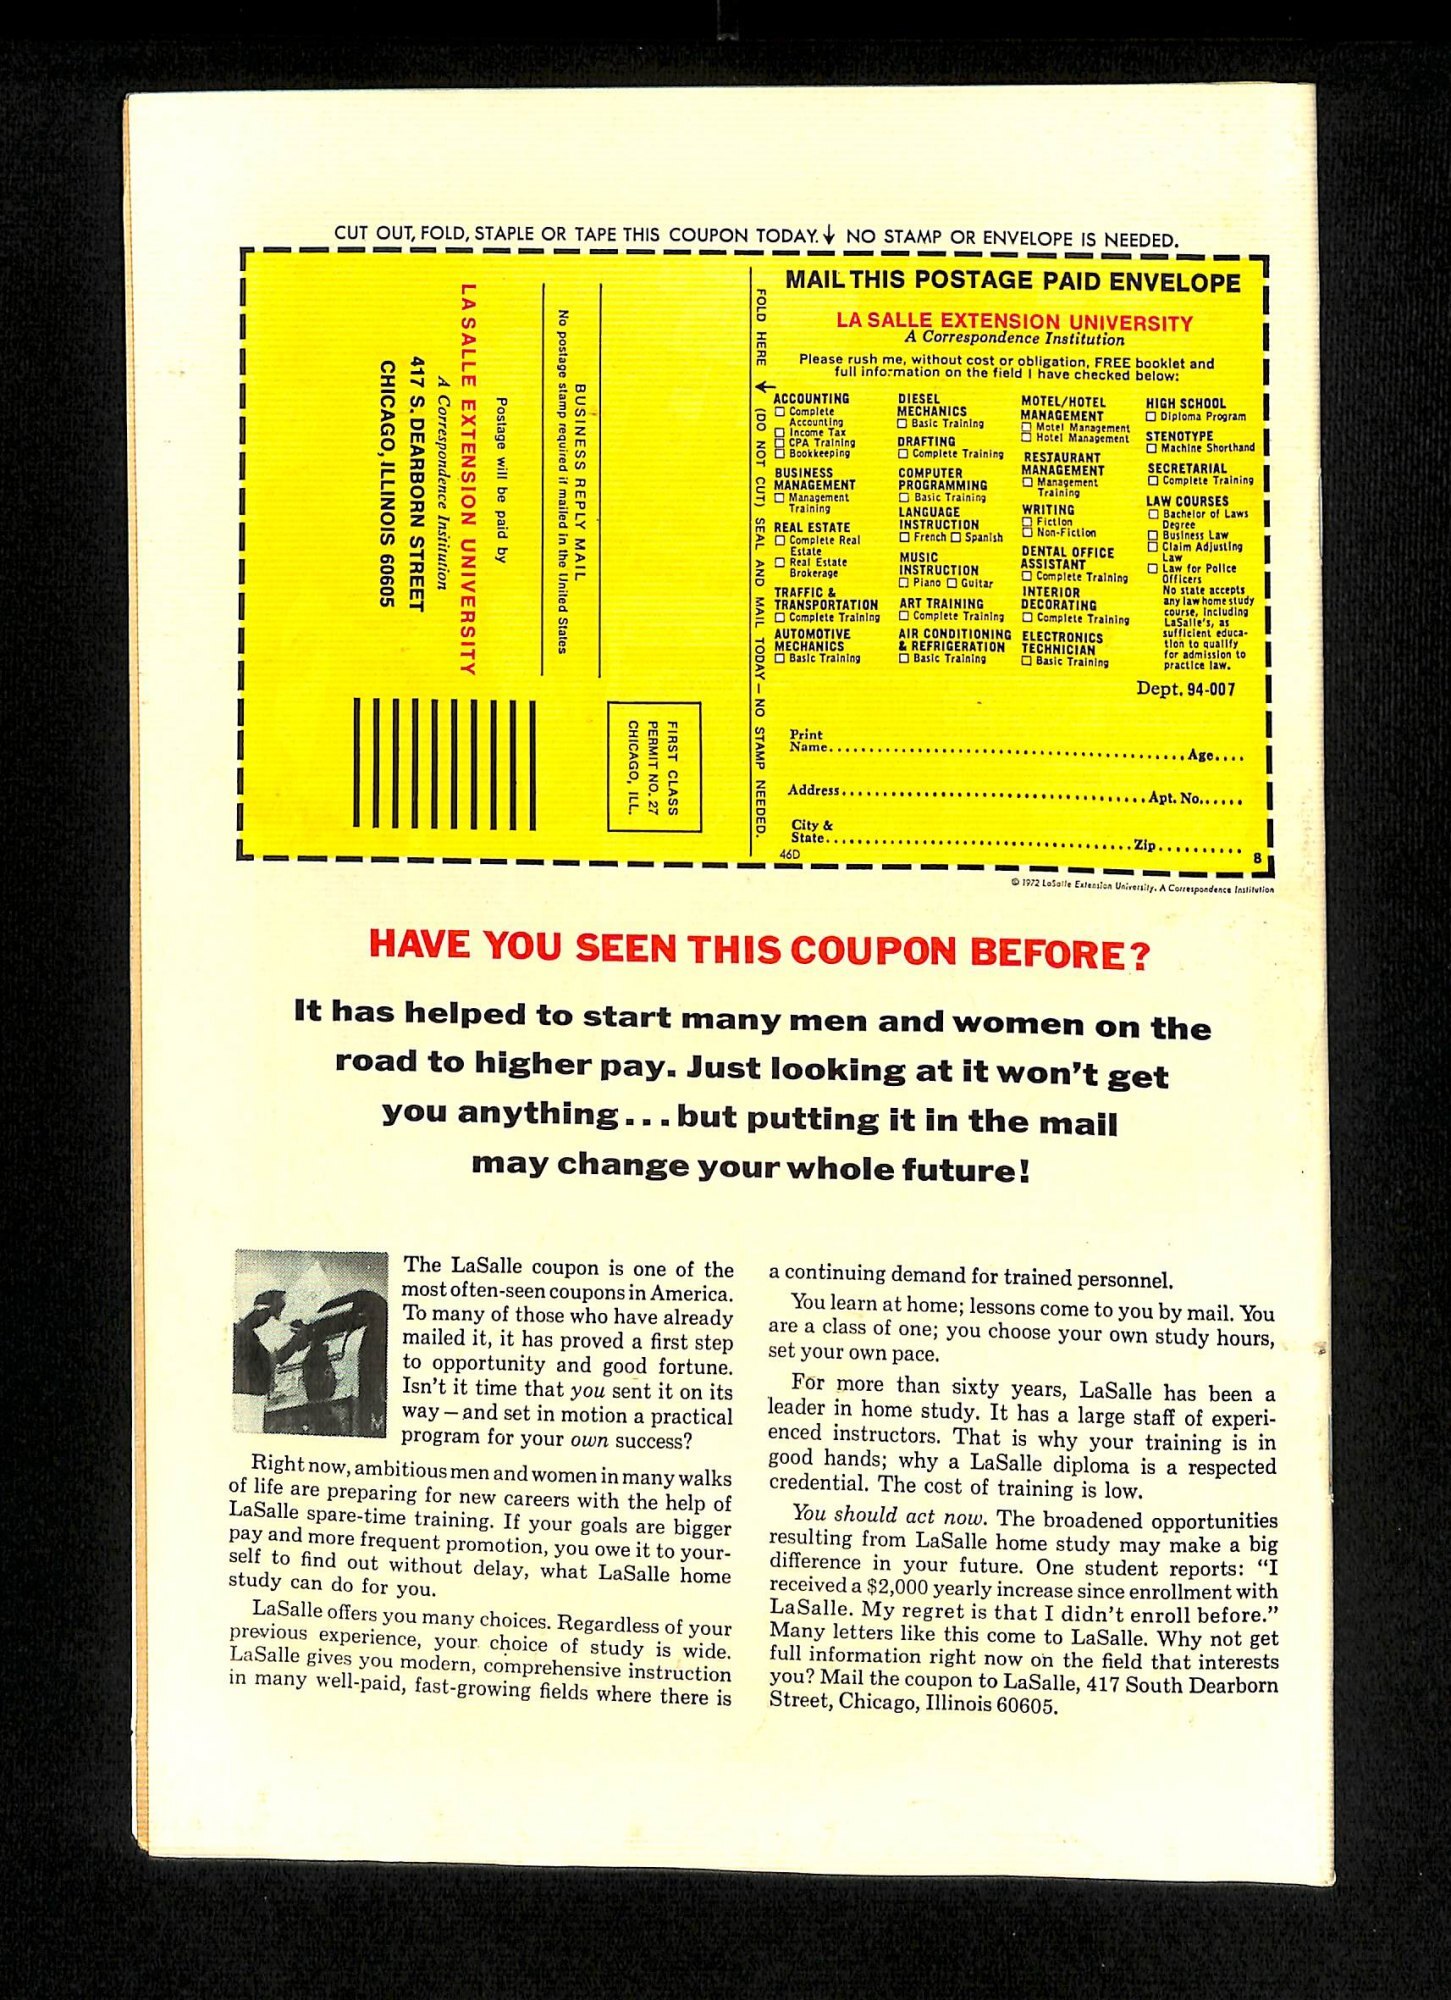 CUT OUT, FOLD, STAPLE OR TAPE THIS COUPON TODAY.↓ NO STAMP OR ENVELOPE IS NEEDED.
LA SALLE EXTENSION UNIVERSITY
A Correspondence Institution
417 S. DEARBORN STREET
CHICAGO, ILLINOIS 60605
Postage will be paid by
BUSINESS REPLY MAIL
No postage stamp required if mailed in the United States
FIRST CLASS
PERMIT NO. 27
CHICAGO, ILL.
FOLD HERE ← (DO NOT CUT) SEAL AND MAIL TODAY — NO STAMP NEEDED.
MAIL THIS POSTAGE PAID ENVELOPE
LA SALLE EXTENSION UNIVERSITY
A Correspondence Institution
Please rush me, without cost or obligation, FREE booklet and
full information on the field I have checked below:
ACCOUNTING
☐ Complete
Accounting
☐ Income Tax
☐ CPA Training
☐ Bookkeeping
BUSINESS
MANAGEMENT
☐ Management
Training
REAL ESTATE
☐ Complete Real
Estate
☐ Real Estate
Brokerage
TRAFFIC &
TRANSPORTATION
☐ Complete Training
AUTOMOTIVE
MECHANICS
☐ Basic Training
DIESEL
MECHANICS
☐ Basic Training
DRAFTING
☐ Complete Training
COMPUTER
PROGRAMMING
☐ Basic Training
LANGUAGE
INSTRUCTION
☐ French ☐ Spanish
MUSIC
INSTRUCTION
☐ Piano ☐ Guitar
ART TRAINING
☐ Complete Training
AIR CONDITIONING
& REFRIGERATION
☐ Basic Training
MOTEL/HOTEL
MANAGEMENT
☐ Motel Management
☐ Hotel Management
RESTAURANT
MANAGEMENT
☐ Management
Training
WRITING
☐ Fiction
☐ Non-Fiction
DENTAL OFFICE
ASSISTANT
☐ Complete Training
INTERIOR
DECORATING
☐ Complete Training
ELECTRONICS
TECHNICIAN
☐ Basic Training
HIGH SCHOOL
☐ Diploma Program
STENOTYPE
☐ Machine Shorthand
SECRETARIAL
☐ Complete Training
LAW COURSES
☐ Bachelor of Laws
Degree
☐ Business Law
☐ Claim Adjusting
Law
☐ Law for Police
Officers
No state accepts
any law home study
course, including
LaSalle's, as
sufficient educa-
tion to qualify
for admission to
practice law.
Dept. 94-007
Print
Name.............................................Age....
Address......................................Apt. No......
City &
State......................................Zip..........
46D
8
© 1972 LaSalle Extension University, A Correspondence Institution
HAVE YOU SEEN THIS COUPON BEFORE?
It has helped to start many men and women on the
road to higher pay. Just looking at it won't get
you anything...but putting it in the mail
may change your whole future!
The LaSalle coupon is one of the
most often-seen coupons in America.
To many of those who have already
mailed it, it has proved a first step
to opportunity and good fortune.
Isn't it time that you sent it on its
way—and set in motion a practical
program for your own success?
Right now, ambitious men and women in many walks
of life are preparing for new careers with the help of
LaSalle spare-time training. If your goals are bigger
pay and more frequent promotion, you owe it to your-
self to find out without delay, what LaSalle home
study can do for you.
LaSalle offers you many choices. Regardless of your
previous experience, your choice of study is wide.
LaSalle gives you modern, comprehensive instruction
in many well-paid, fast-growing fields where there is
a continuing demand for trained personnel.
You learn at home; lessons come to you by mail. You
are a class of one; you choose your own study hours,
set your own pace.
For more than sixty years, LaSalle has been a
leader in home study. It has a large staff of experi-
enced instructors. That is why your training is in
good hands; why a LaSalle diploma is a respected
credential. The cost of training is low.
You should act now. The broadened opportunities
resulting from LaSalle home study may make a big
difference in your future. One student reports: "I
received a $2,000 yearly increase since enrollment with
LaSalle. My regret is that I didn't enroll before."
Many letters like this come to LaSalle. Why not get
full information right now on the field that interests
you? Mail the coupon to LaSalle, 417 South Dearborn
Street, Chicago, Illinois 60605.